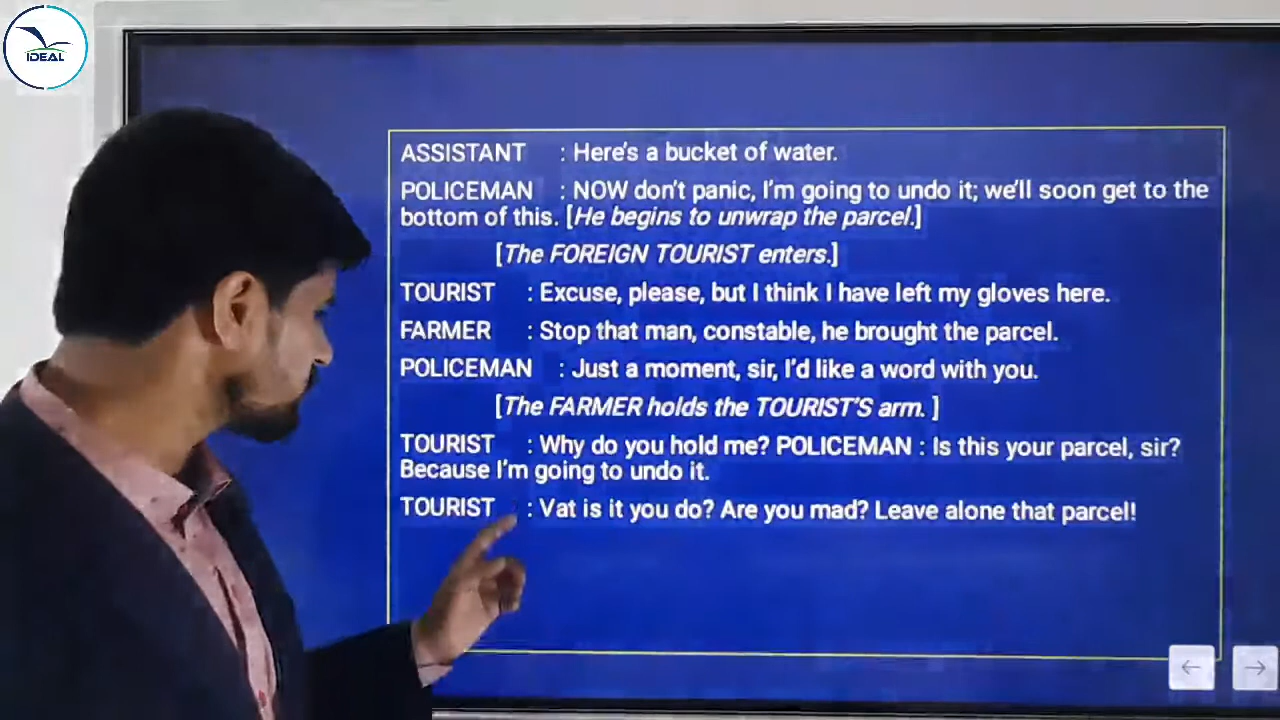 IDEAL
ASSISTANT : Here's a bucket of water.
POLICEMAN : NOW don't panic, I'm going to undo it; we'll soon get to the
bottom of this. [He begins to unwrap the parcel.]
[The FOREIGN TOURIST enters.]
TOURIST : Excuse, please, but I think I have left my gloves here.
FARMER : Stop that man, constable, he brought the parcel.
POLICEMAN : Just a moment, sir, I'd like a word with you.
[The FARMER holds the TOURIST'S arm. ]
TOURIST : Why do you hold me? POLICEMAN : Is this your parcel, sir?
Because I'm going to undo it.
TOURIST : Vat is it you do? Are you mad? Leave alone that parcel!